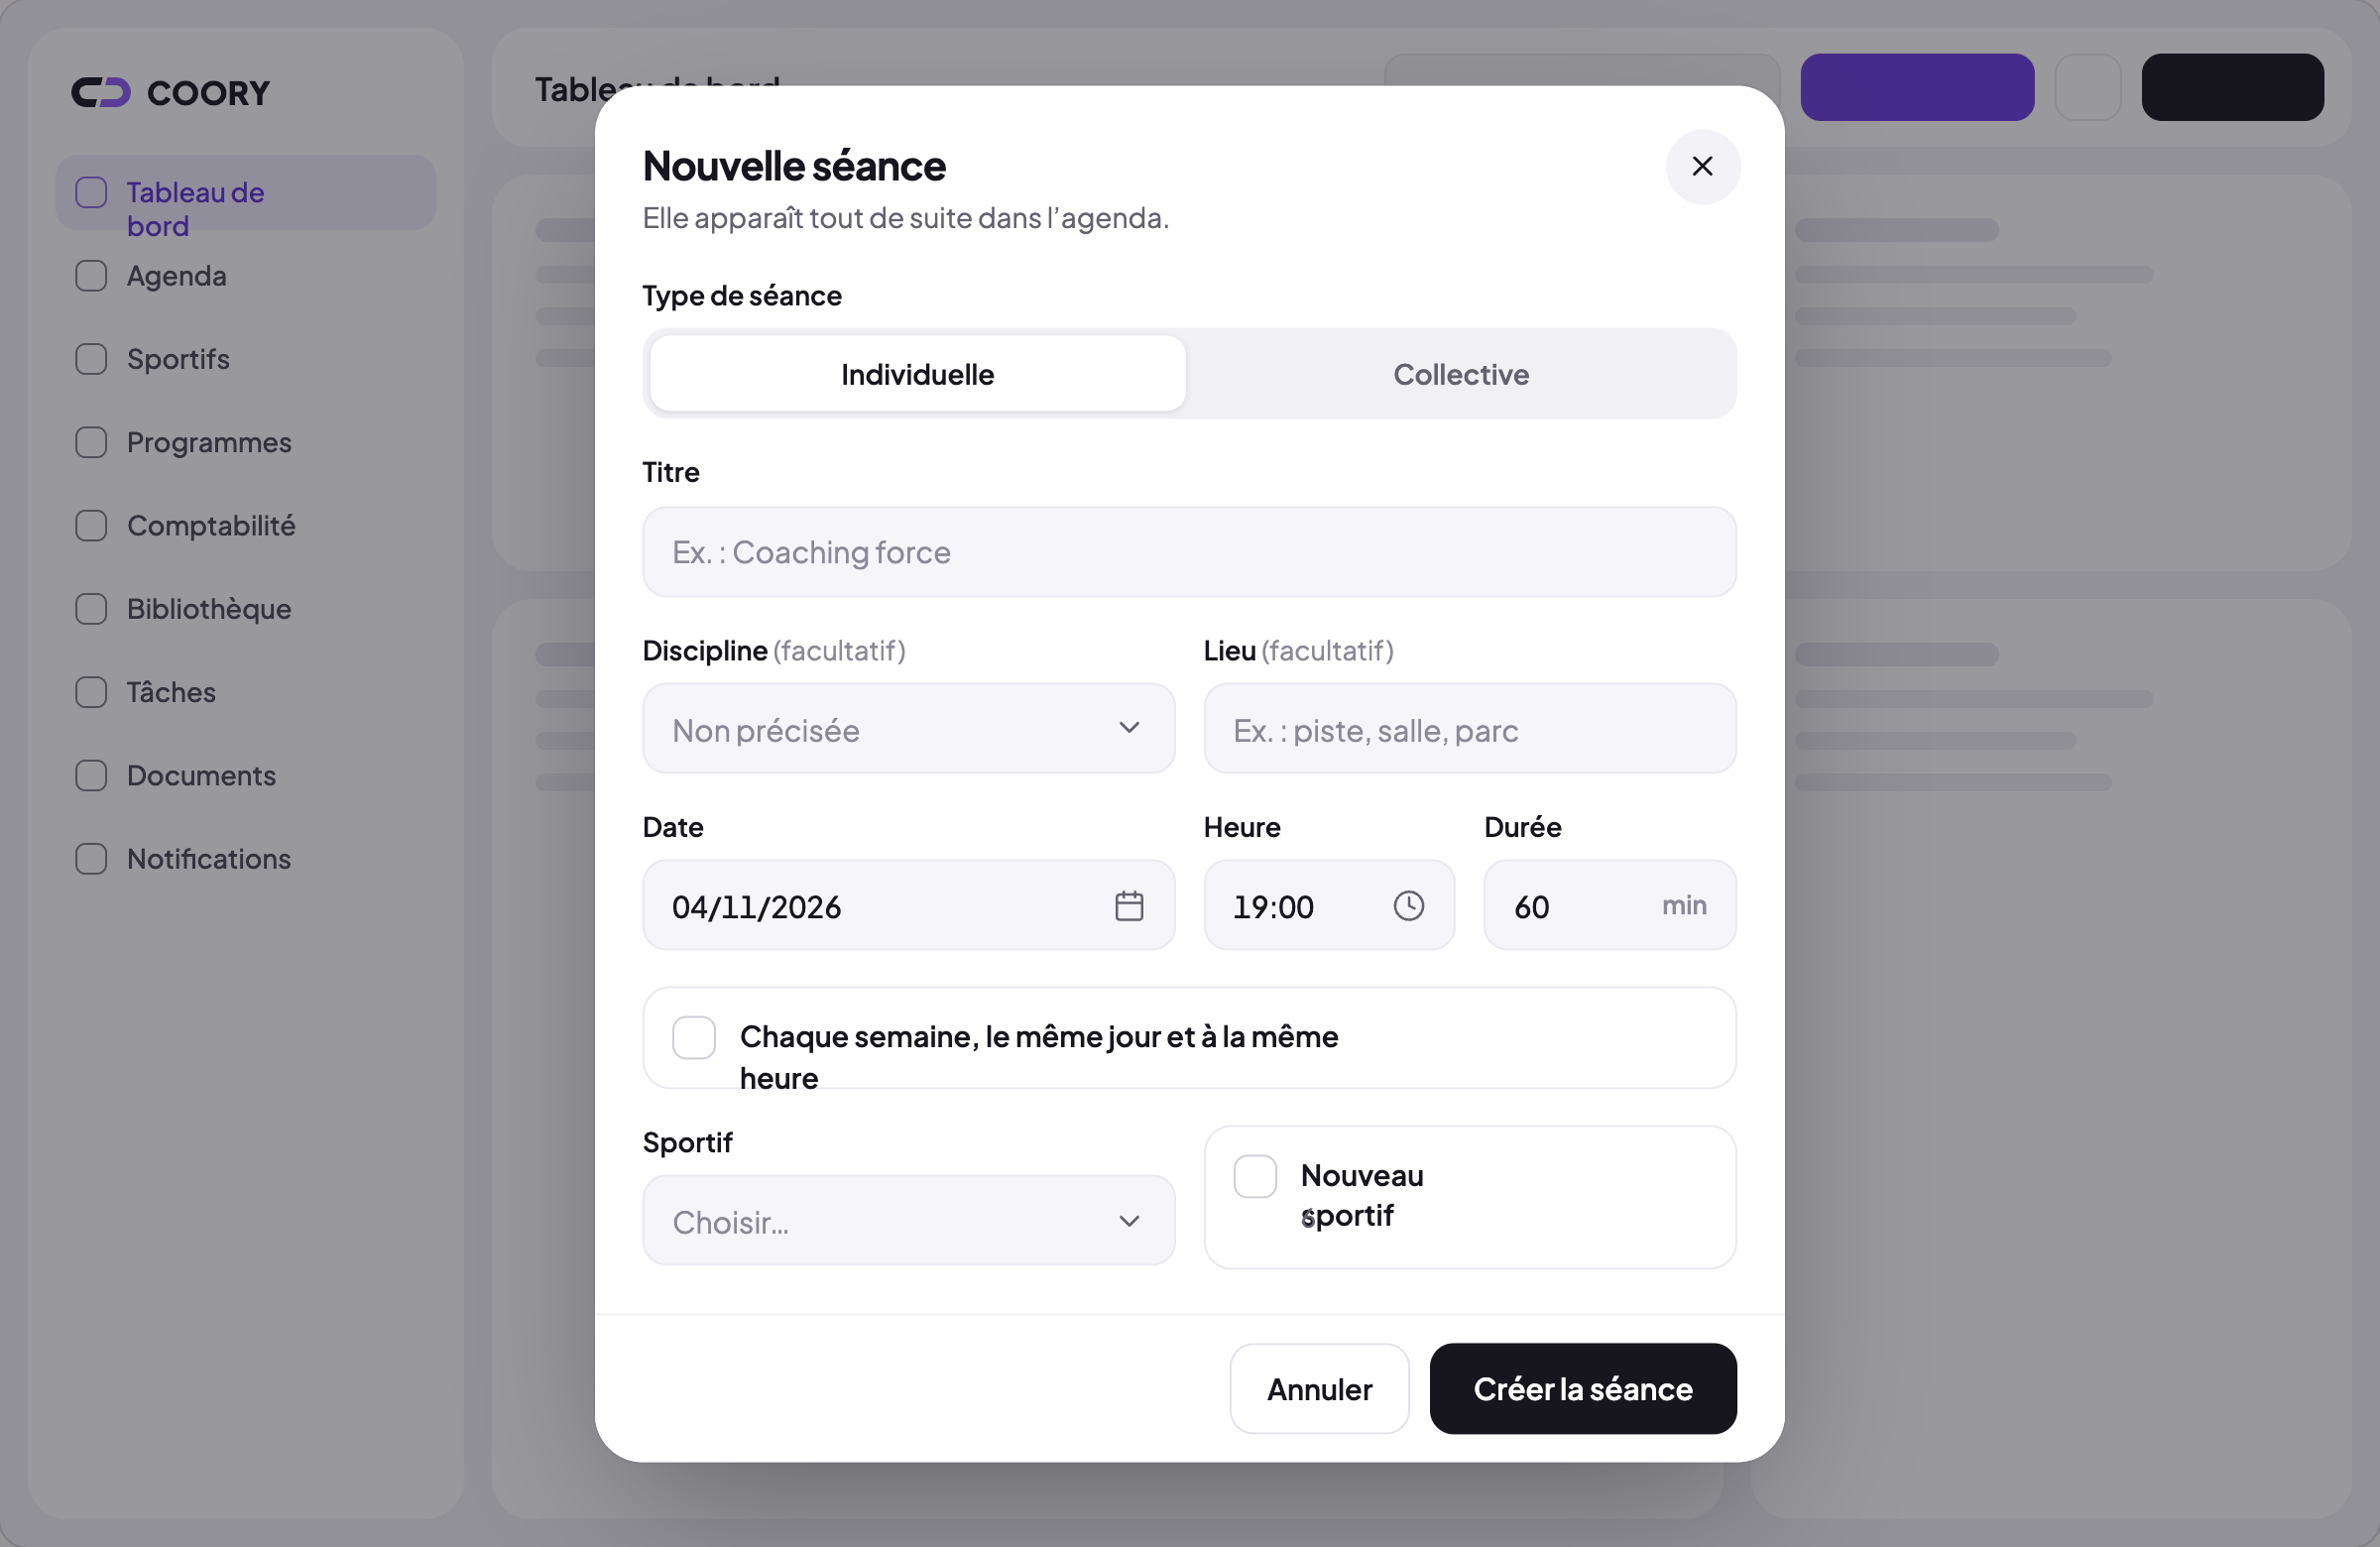 COORY
Tableau de
bord
Agenda
Sportifs
Programmes
Comptabilité
Bibliothèque
Tâches
Documents
Notifications
Tableau de bord
Nouvelle séance
Elle apparaît tout de suite dans l’agenda.
Type de séance
Individuelle
Collective
Titre
Ex. : Coaching force
Discipline (facultatif)
Lieu (facultatif)
Non précisée
Ex. : piste, salle, parc
Date
Heure
Durée
04/11/2026
19:00
60 min
Chaque semaine, le même jour et à la même
heure
Sportif
Choisir…
Nouveau
sportif
Annuler
Créer la séance